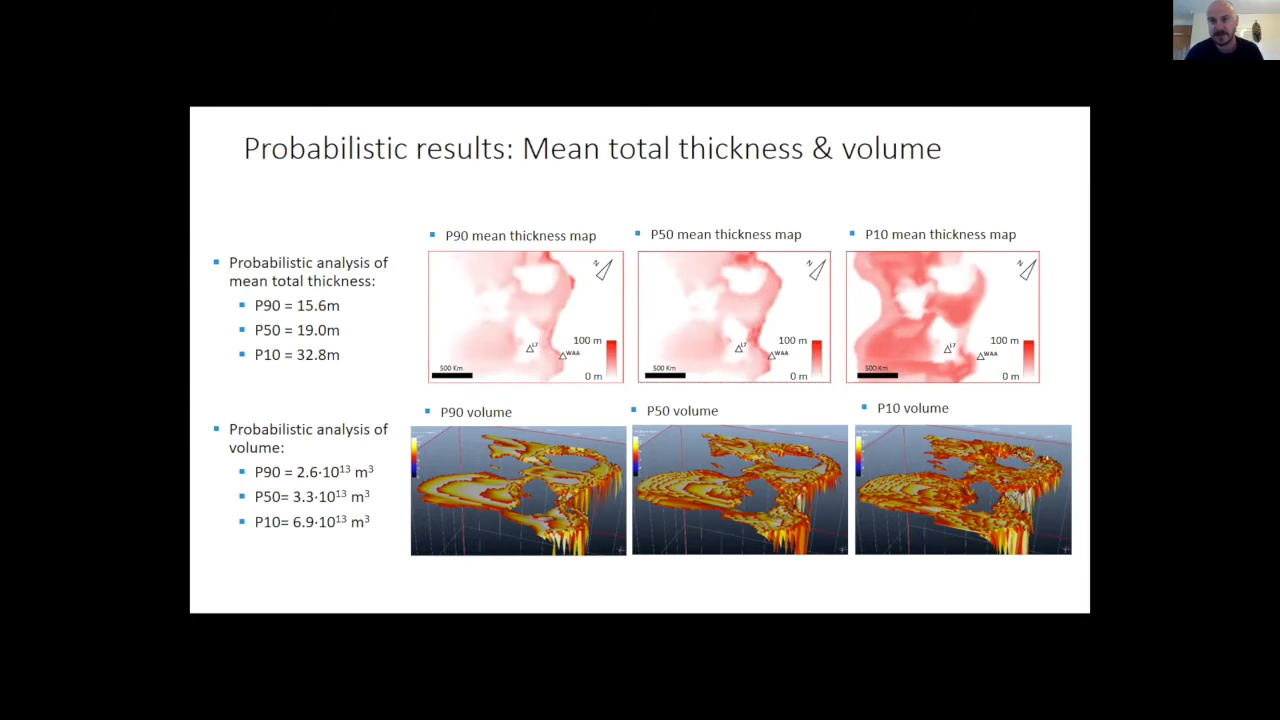 Probabilistic results: Mean total thickness & volume
Probabilistic analysis of
mean total thickness:
P90 = 15.6m
P50 = 19.0m
P10 = 32.8m
P90 mean thickness map
N
100 m
L7
WAA
500 Km
0 m
P50 mean thickness map
N
100 m
L7
WAA
500 Km
0 m
P10 mean thickness map
N
100 m
L7
WAA
500 Km
0 m
Probabilistic analysis of
volume:
P90 = 2.6·10¹³ m³
P50= 3.3·10¹³ m³
P10= 6.9·10¹³ m³
P90 volume
P50 volume
P10 volume